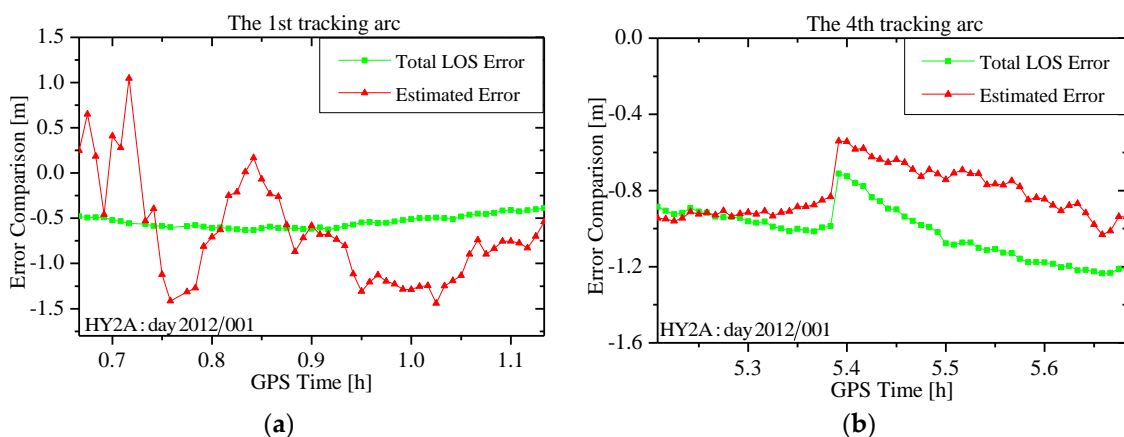 The 1st tracking arc
Error Comparison [m]
1.5
1.0
0.5
0.0
-0.5
-1.0
-1.5
Total LOS Error
Estimated Error
HY2A: day 2012/001
0.7 0.8 0.9 1.0 1.1
GPS Time [h]
(a)
The 4th tracking arc
Error Comparison [m]
0.0
-0.4
-0.8
-1.2
-1.6
Total LOS Error
Estimated Error
HY2A: day 2012/001
5.3 5.4 5.5 5.6
GPS Time [h]
(b)